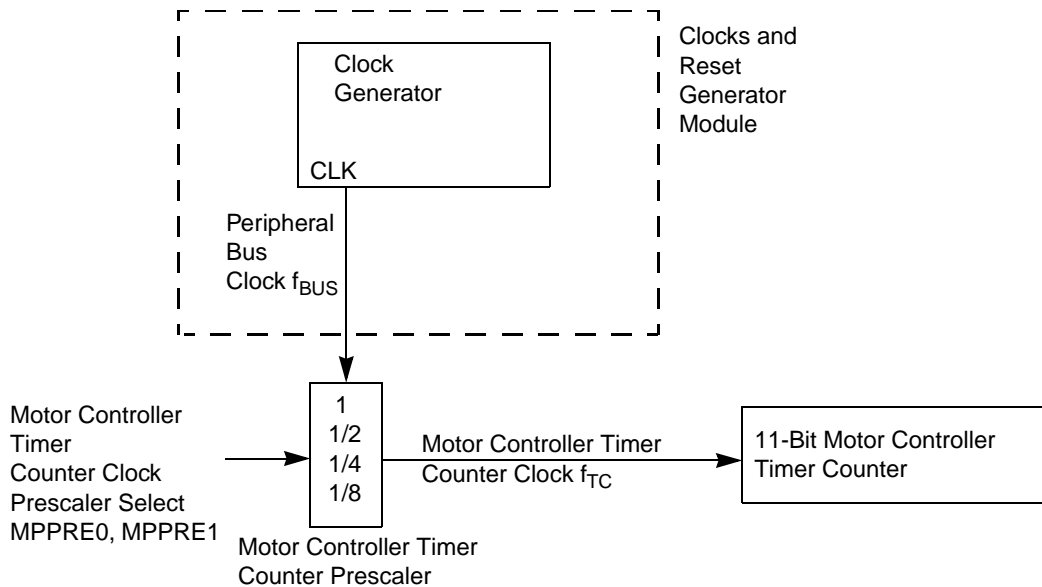 Clock
Generator
CLK
Clocks and
Reset
Generator
Module
Peripheral
Bus
Clock fBUS
Motor Controller
Timer
Counter Clock
Prescaler Select
MPPRE0, MPPRE1
1
1/2
1/4
1/8
Motor Controller Timer
Counter Prescaler
Motor Controller Timer
Counter Clock fTC
11-Bit Motor Controller
Timer Counter